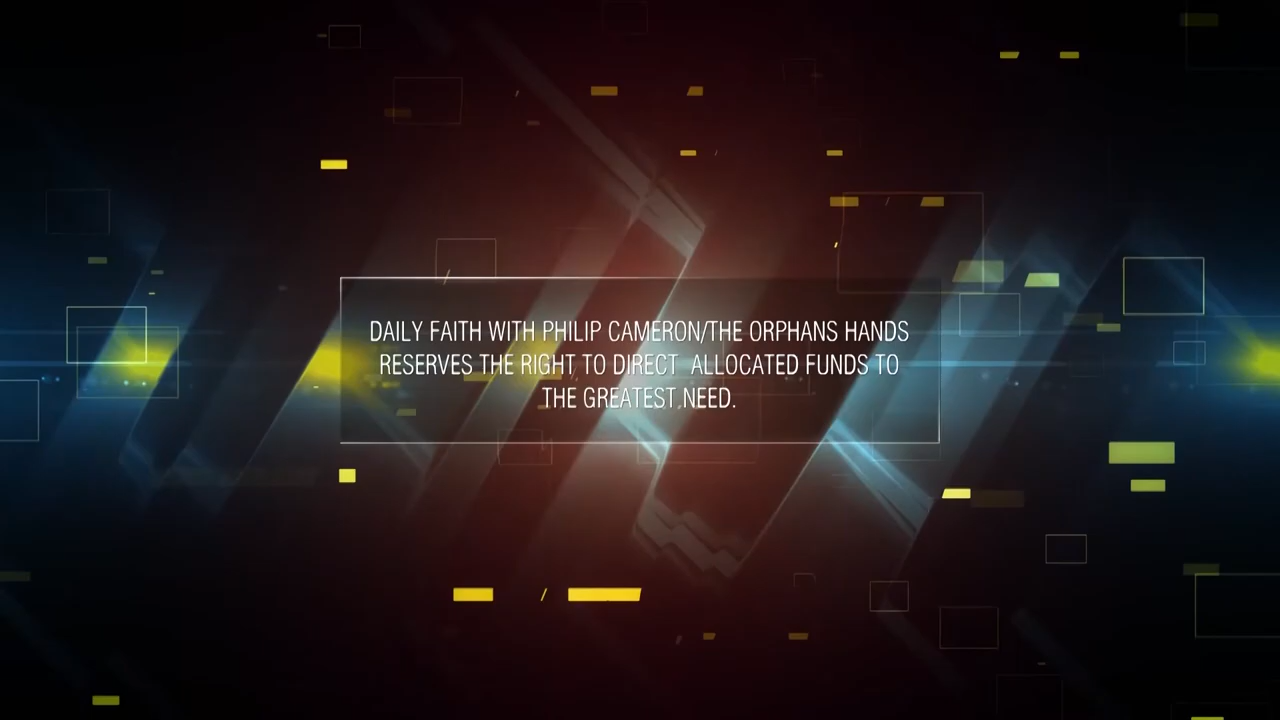 DAILY FAITH WITH PHILIP CAMERON/THE ORPHANS HANDS
RESERVES THE RIGHT TO DIRECT  ALLOCATED FUNDS TO
THE GREATEST NEED.